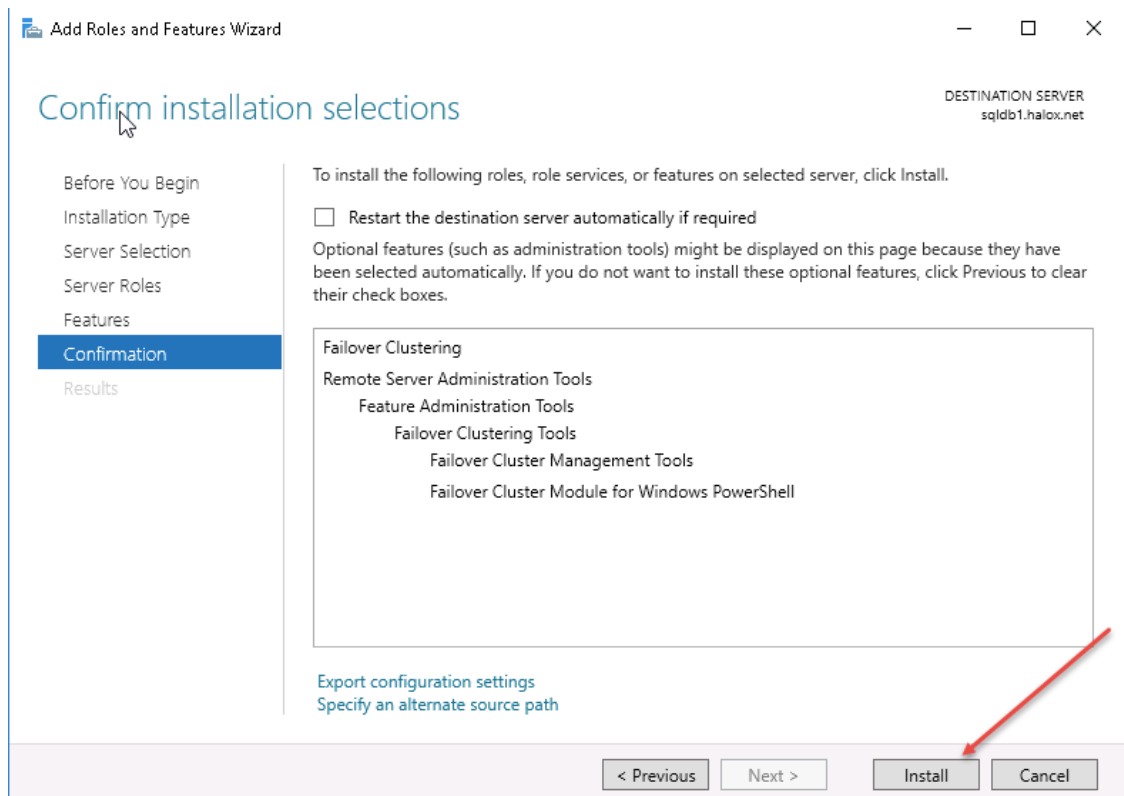 Add Roles and Features Wizard
Confirm installation selections
DESTINATION SERVER
sqldb1.halox.net
Before You Begin
Installation Type
Server Selection
Server Roles
Features
Confirmation
Results
To install the following roles, role services, or features on selected server, click Install.
Restart the destination server automatically if required
Optional features (such as administration tools) might be displayed on this page because they have
been selected automatically. If you do not want to install these optional features, click Previous to clear
their check boxes.
Failover Clustering
Remote Server Administration Tools
Feature Administration Tools
Failover Clustering Tools
Failover Cluster Management Tools
Failover Cluster Module for Windows PowerShell
Export configuration settings
Specify an alternate source path
< Previous
Next >
Install
Cancel